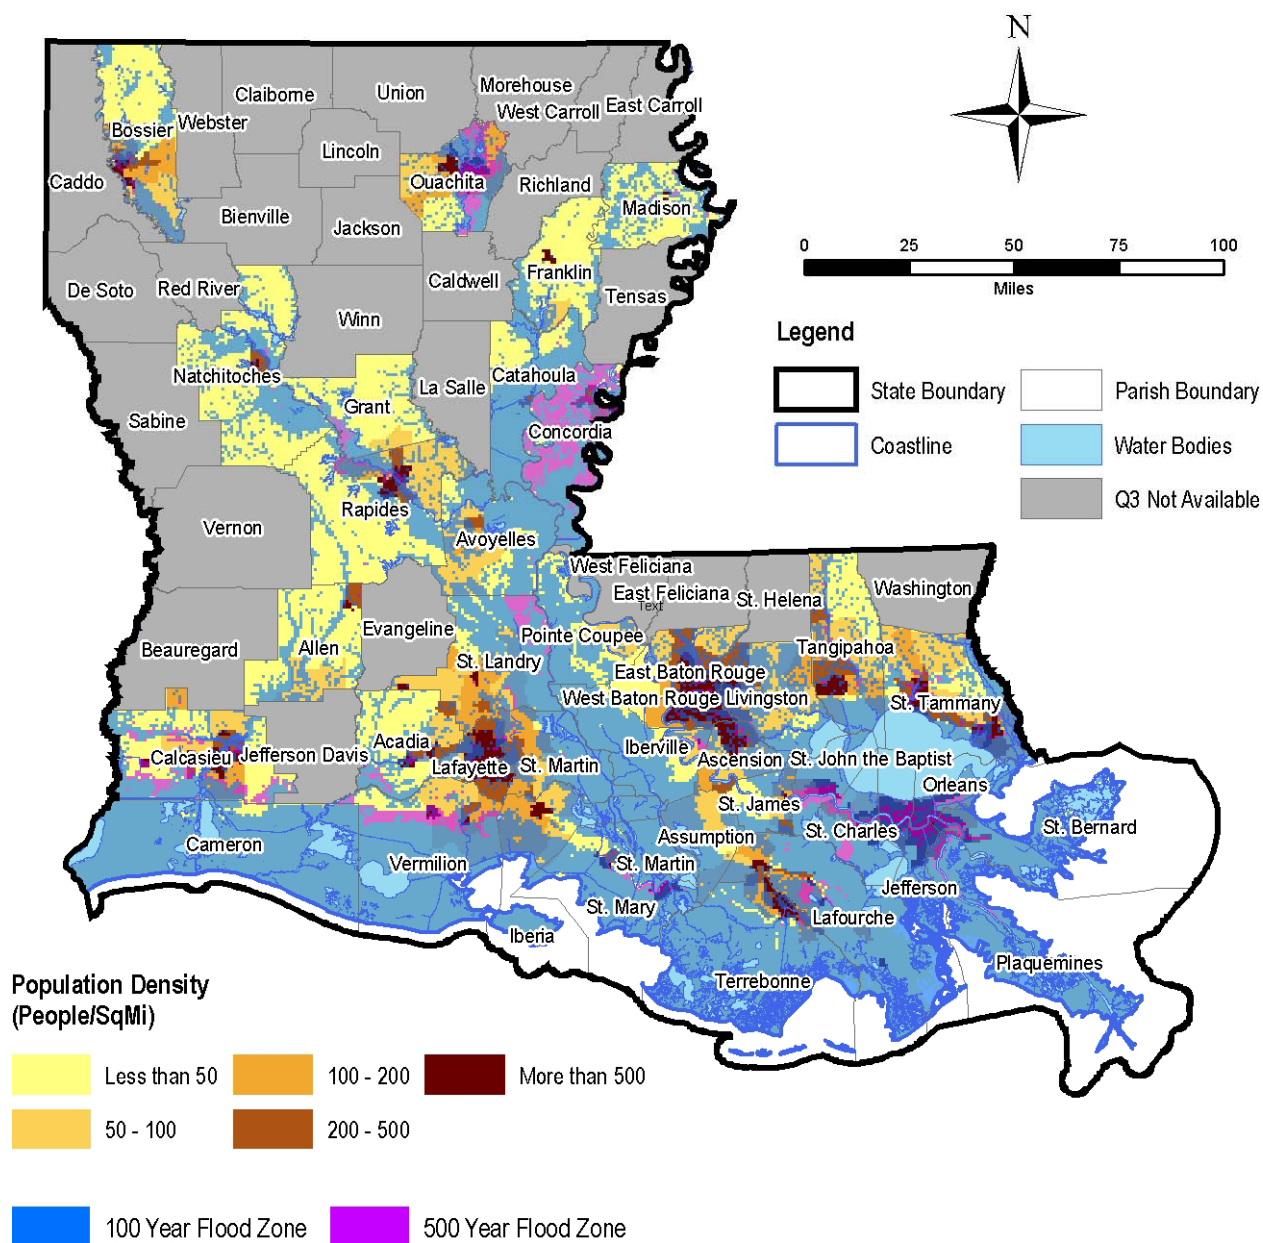 N
Claiborne
Union
Morehouse
West Carroll
East Carroll
Bossier
Webster
Lincoln
Caddo
Ouachita
Richland
Madison
Bienville
Jackson
De Soto
Red River
Caldwell
Franklin
Tensas
Winn
Natchitoches
La Salle
Catahoula
Sabine
Grant
Concordia
Vernon
Rapides
Avoyelles
West Feliciana
East Feliciana
Text
St. Helena
Washington
Beauregard
Allen
Evangeline
Pointe Coupee
Tangipahoa
St. Landry
East Baton Rouge
West Baton Rouge
Livingston
St. Tammany
Calcasieu
Jefferson Davis
Acadia
Lafayette
St. Martin
Iberville
Ascension
St. John the Baptist
Orleans
St. James
St. Charles
St. Bernard
Assumption
Cameron
Vermilion
St. Martin
Jefferson
St. Mary
Lafourche
Iberia
Terrebonne
Plaquemines
0 25 50 75 100
Miles
Legend
State Boundary
Parish Boundary
Coastline
Water Bodies
Q3 Not Available
Population Density
(People/SqMi)
Less than 50
100 - 200
More than 500
50 - 100
200 - 500
100 Year Flood Zone
500 Year Flood Zone